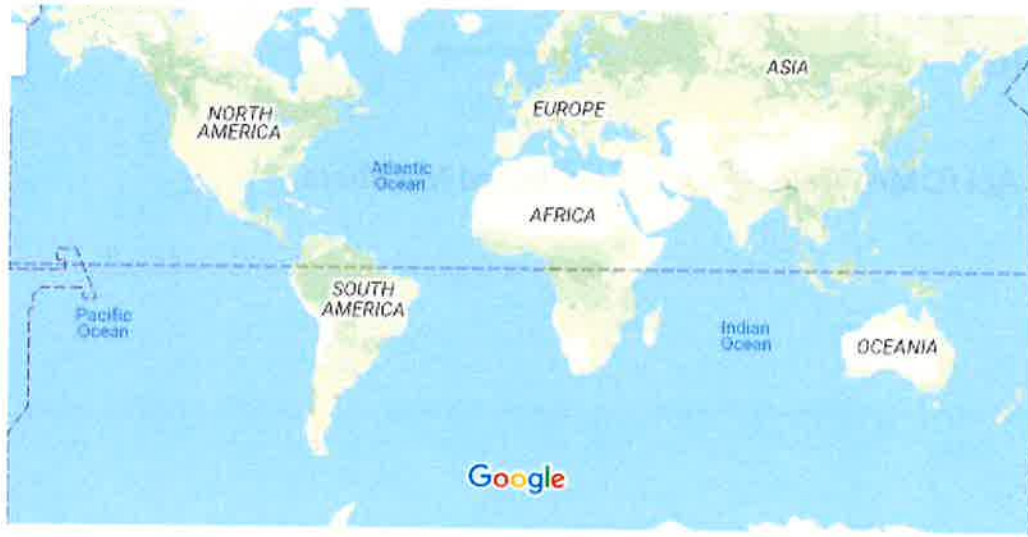 ASIA
NORTH
AMERICA
EUROPE
Atlantic
Ocean
AFRICA
SOUTH
AMERICA
Pacific
Ocean
Indian
Ocean
OCEANIA
Google